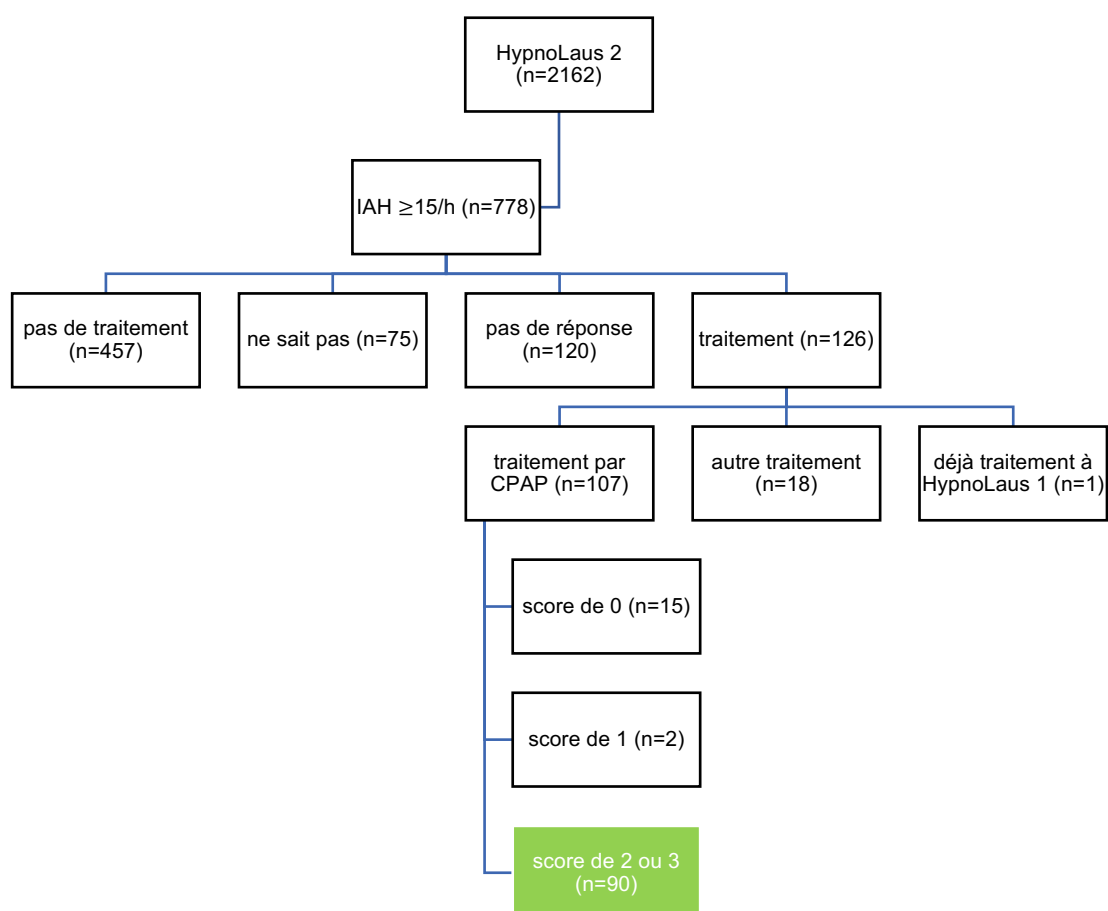 HypnoLaus 2
(n=2162)
IAH ≥15/h (n=778)
pas de traitement
(n=457)
ne sait pas (n=75)
pas de réponse
(n=120)
traitement (n=126)
traitement par
CPAP (n=107)
autre traitement
(n=18)
déjà traitement à
HypnoLaus 1 (n=1)
score de 0 (n=15)
score de 1 (n=2)
score de 2 ou 3
(n=90)